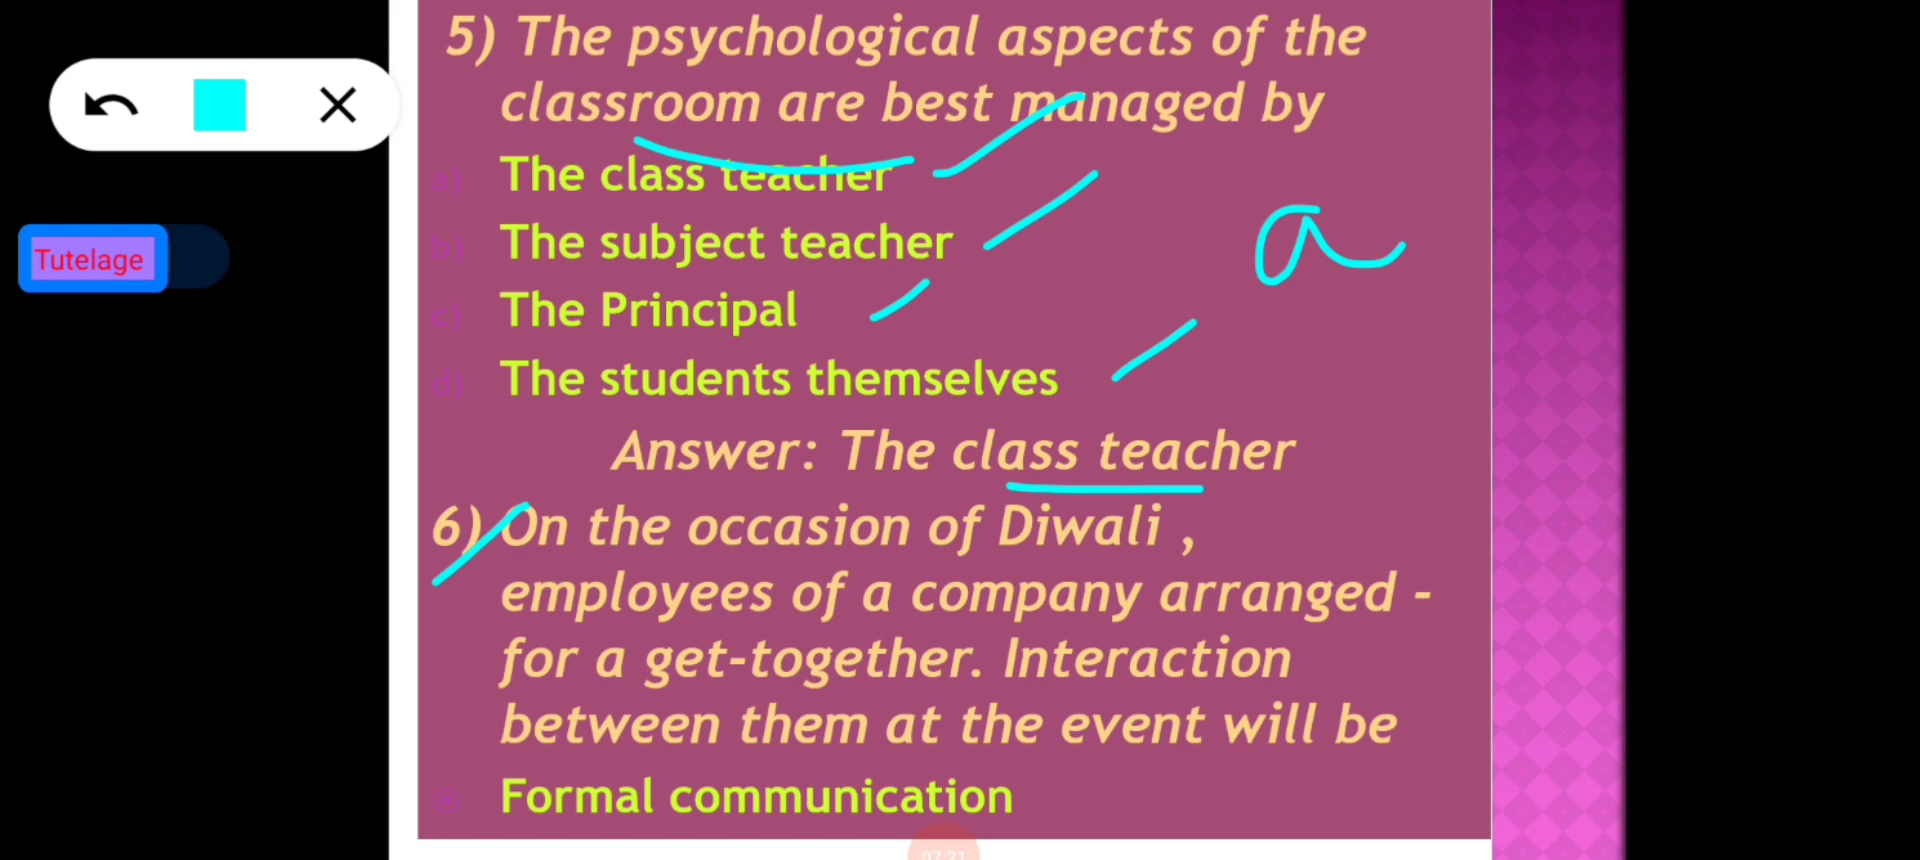 5) The psychological aspects of the
classroom are best managed by
a) The class teacher
b) The subject teacher
c) The Principal
d) The students themselves
a
Answer: The class teacher
6) On the occasion of Diwali ,
employees of a company arranged -
for a get-together. Interaction
between them at the event will be
Formal communication
Tutelage
07:21